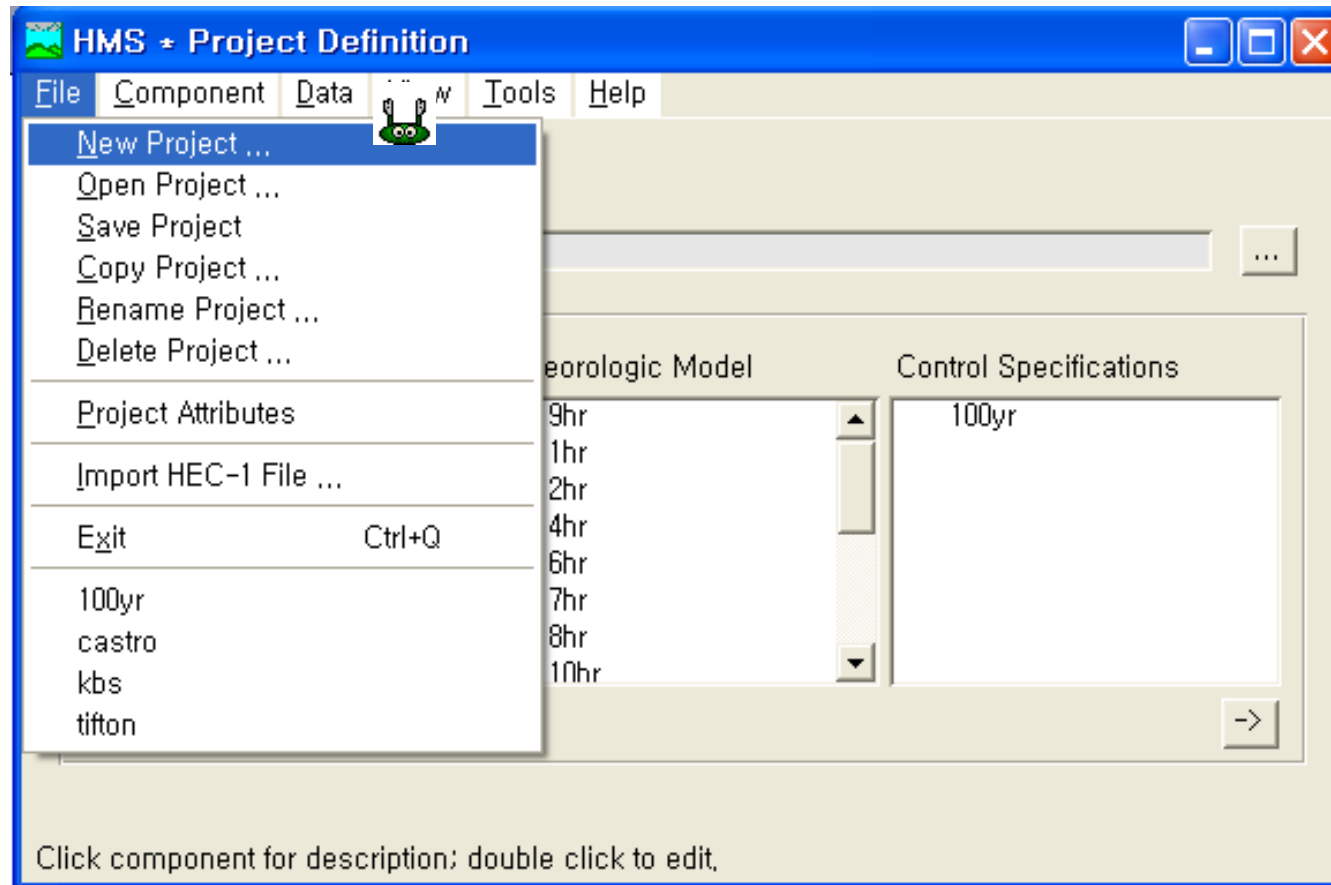 HMS * Project Definition
File Component Data w Tools Help
New Project ...
Open Project ...
Save Project
Copy Project ...
Rename Project ...
Delete Project ...
Project Attributes
Import HEC-1 File ...
Exit Ctrl+Q
100yr
castro
kbs
tifton
...
eorologic Model
9hr
1hr
2hr
4hr
6hr
7hr
8hr
10hr
Control Specifications
100yr
->
Click component for description; double click to edit,